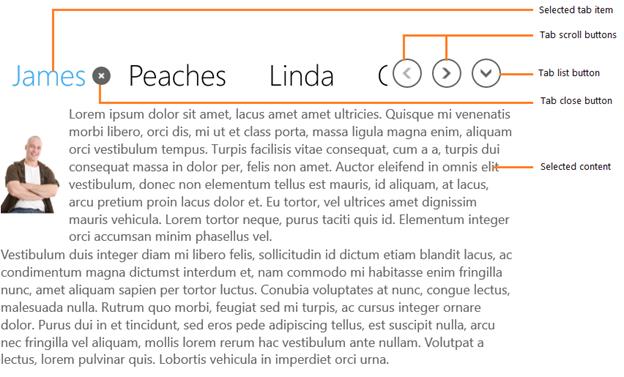 Selected tab item
Tab scroll buttons
James Peaches Linda
Tab list button
Tab close button
Lorem ipsum dolor sit amet, lacus amet amet ultricies. Quisque mi venenatis
morbi libero, orci dis, mi ut et class porta, massa ligula magna enim, aliquam
orci vestibulum tempus. Turpis facilisis vitae consequat, cum a a, turpis dui
consequat massa in dolor per, felis non amet. Auctor eleifend in omnis elit
Selected content
vestibulum, donec non elementum tellus est mauris, id aliquam, at lacus,
arcu pretium proin lacus dolor et. Eu tortor, vel ultrices amet dignissim
mauris vehicula. Lorem tortor neque, purus taciti quis id. Elementum integer
orci accumsan minim phasellus vel.
Vestibulum duis integer diam mi libero felis, sollicitudin id dictum etiam blandit lacus, ac
condimentum magna dictumst interdum et, nam commodo mi habitasse enim fringilla
nunc, amet aliquam sapien per tortor luctus. Conubia voluptates at nunc, congue lectus,
malesuada nulla. Rutrum quo morbi, feugiat sed mi turpis, ac cursus integer ornare
dolor. Purus dui in et tincidunt, sed eros pede adipiscing tellus, est suscipit nulla, arcu
nec fringilla vel aliquam, mollis lorem rerum hac vestibulum ante nullam. Volutpat a
lectus, lorem pulvinar quis. Lobortis vehicula in imperdiet orci urna.